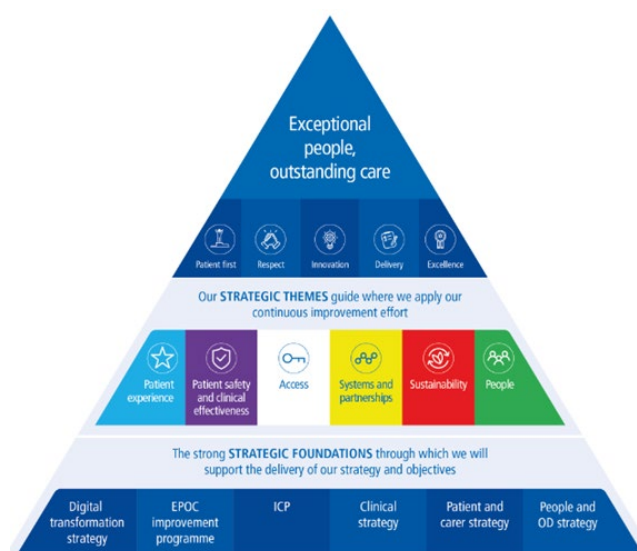 Exceptional
people,
outstanding care
Patient first
Respect
Innovation
Delivery
Excellence
Our STRATEGIC THEMES guide where we apply our
continuous improvement effort
Patient
experience
Patient safety
and clinical
effectiveness
Access
Systems and
partnerships
Sustainability
People
The strong STRATEGIC FOUNDATIONS through which we will
support the delivery of our strategy and objectives
Digital
transformation
strategy
EPOC
improvement
programme
ICP
Clinical
strategy
Patient and
carer strategy
People and
OD strategy